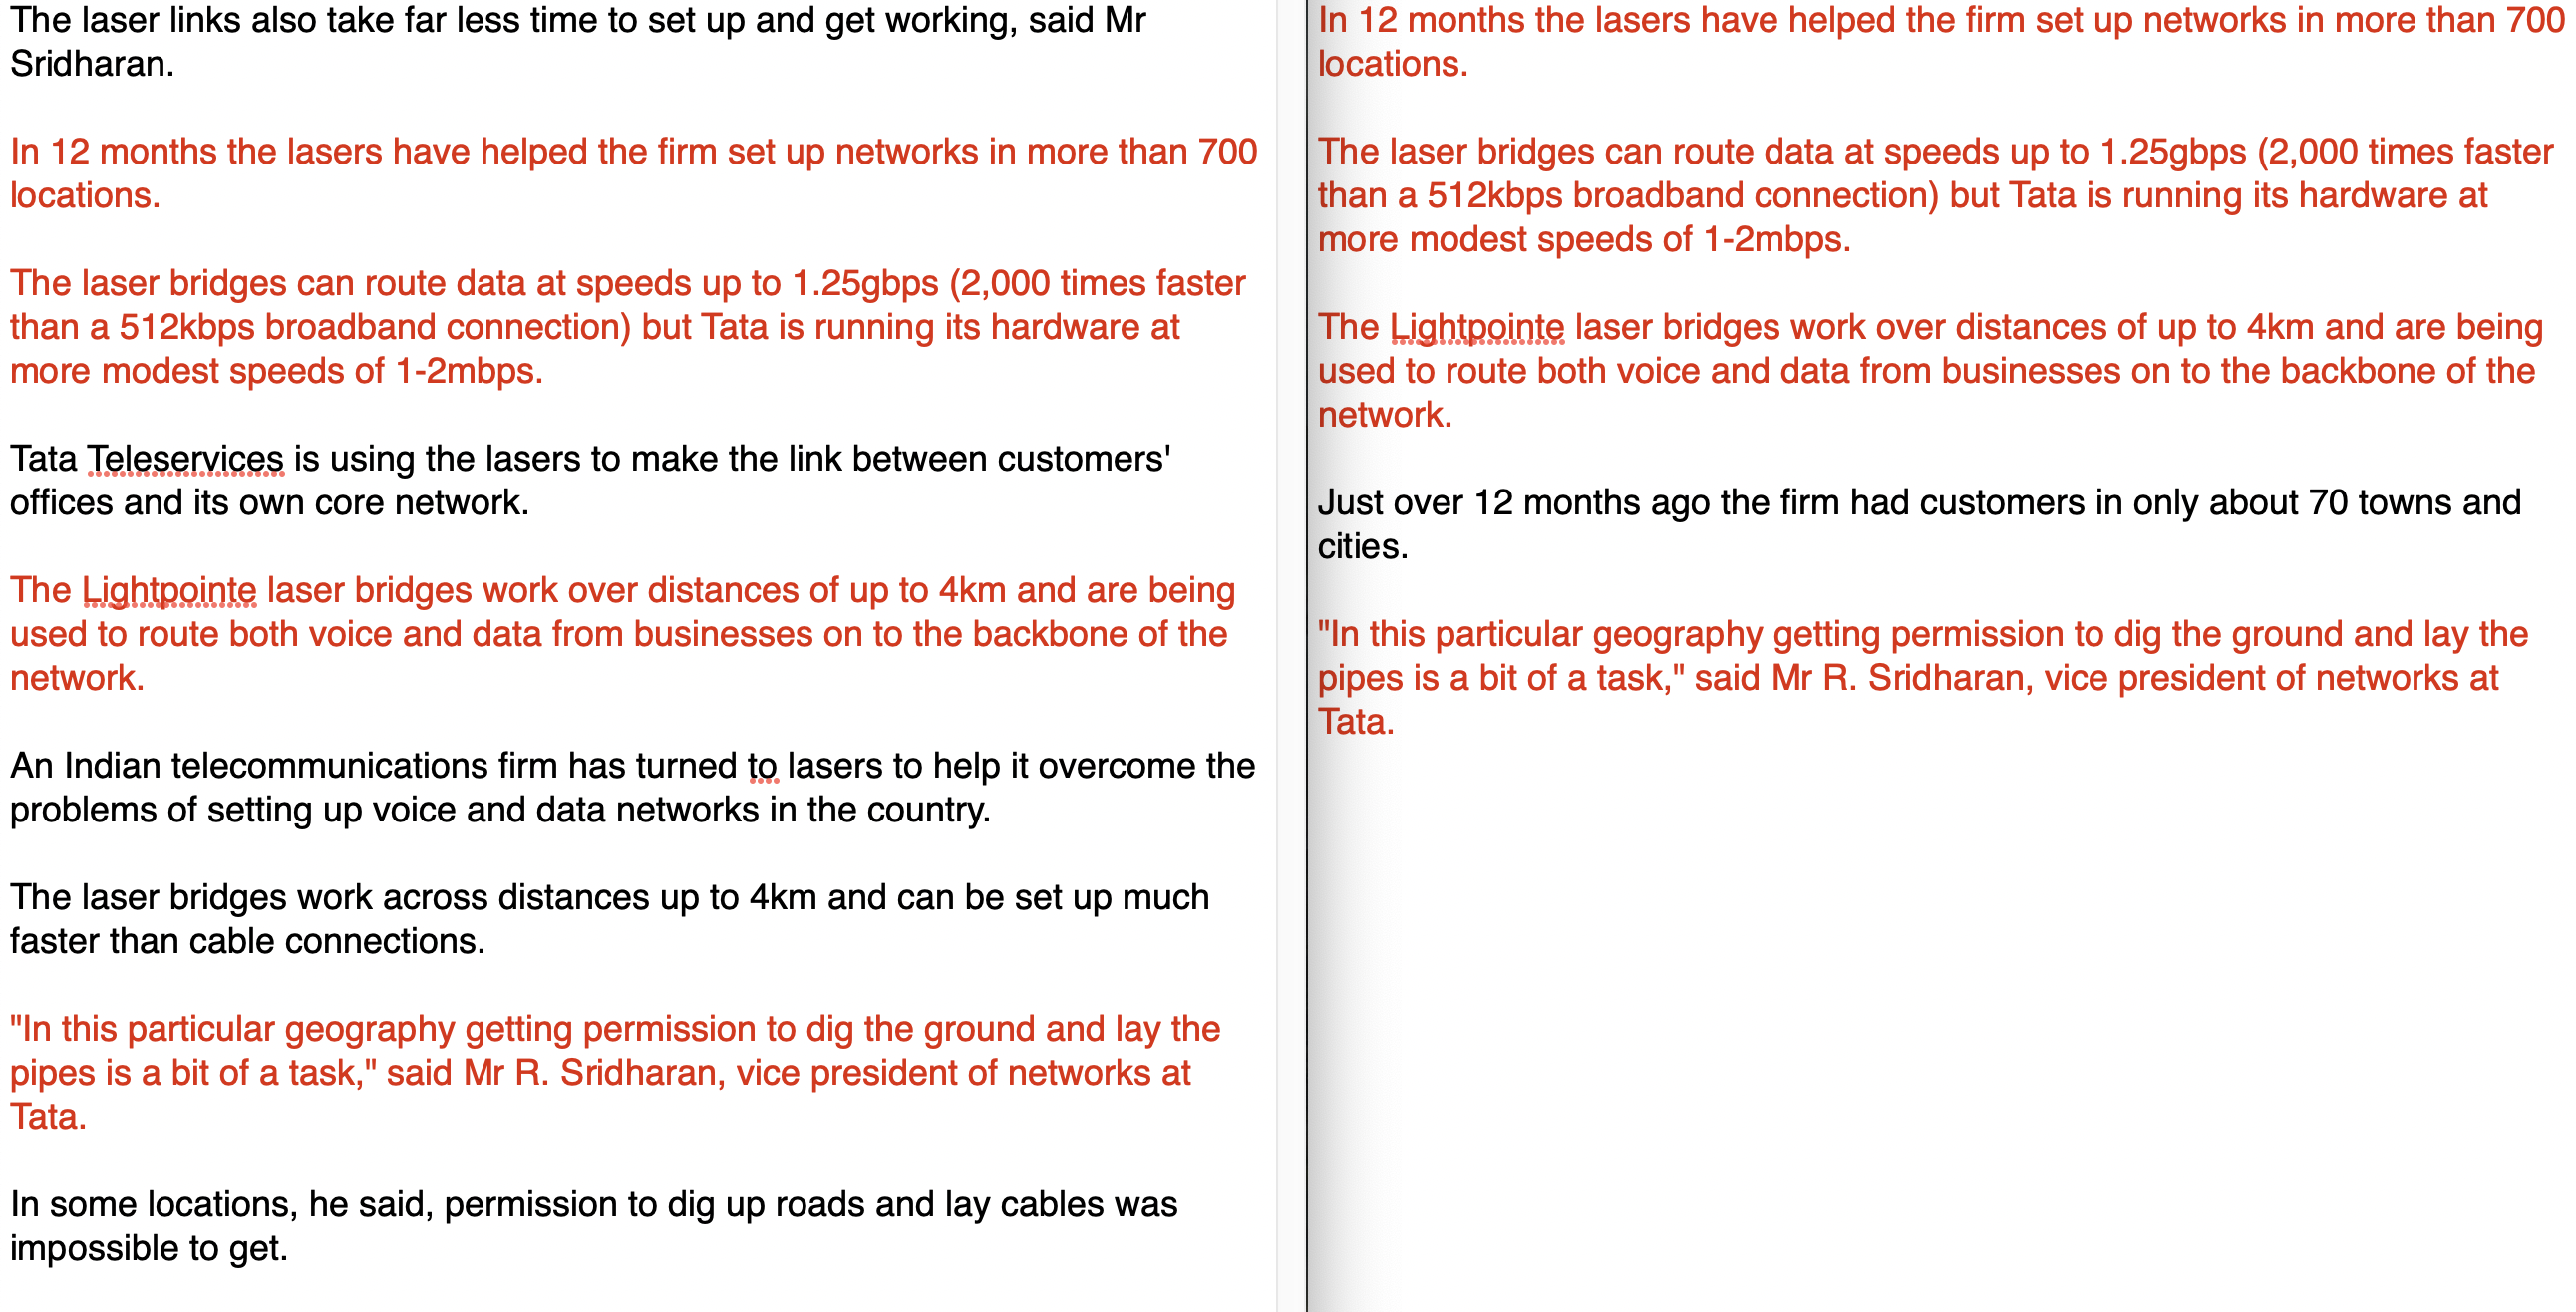 The laser links also take far less time to set up and get working, said Mr
Sridharan.
In 12 months the lasers have helped the firm set up networks in more than 700
locations.
The laser bridges can route data at speeds up to 1.25gbps (2,000 times faster
than a 512kbps broadband connection) but Tata is running its hardware at
more modest speeds of 1-2mbps.
Tata Teleservices is using the lasers to make the link between customers'
offices and its own core network.
The Lightpointe laser bridges work over distances of up to 4km and are being
used to route both voice and data from businesses on to the backbone of the
network.
An Indian telecommunications firm has turned to lasers to help it overcome the
problems of setting up voice and data networks in the country.
The laser bridges work across distances up to 4km and can be set up much
faster than cable connections.
"In this particular geography getting permission to dig the ground and lay the
pipes is a bit of a task," said Mr R. Sridharan, vice president of networks at
Tata.
In some locations, he said, permission to dig up roads and lay cables was
impossible to get.
In 12 months the lasers have helped the firm set up networks in more than 700
locations.
The laser bridges can route data at speeds up to 1.25gbps (2,000 times faster
than a 512kbps broadband connection) but Tata is running its hardware at
more modest speeds of 1-2mbps.
The Lightpointe laser bridges work over distances of up to 4km and are being
used to route both voice and data from businesses on to the backbone of the
network.
Just over 12 months ago the firm had customers in only about 70 towns and
cities.
"In this particular geography getting permission to dig the ground and lay the
pipes is a bit of a task," said Mr R. Sridharan, vice president of networks at
Tata.